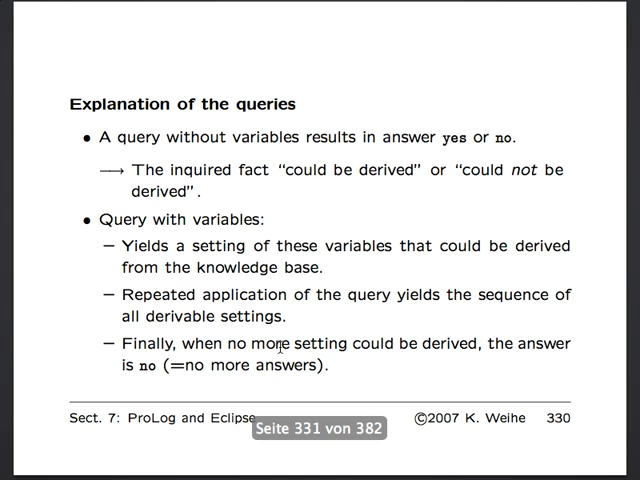 Explanation of the queries
• A query without variables results in answer yes or no.
⟶ The inquired fact “could be derived” or “could not be
derived”.
• Query with variables:
– Yields a setting of these variables that could be derived
from the knowledge base.
– Repeated application of the query yields the sequence of
all derivable settings.
– Finally, when no more setting could be derived, the answer
is no (=no more answers).
Sect. 7: ProLog and Eclipse ©2007 K. Weihe 330
Seite 331 von 382